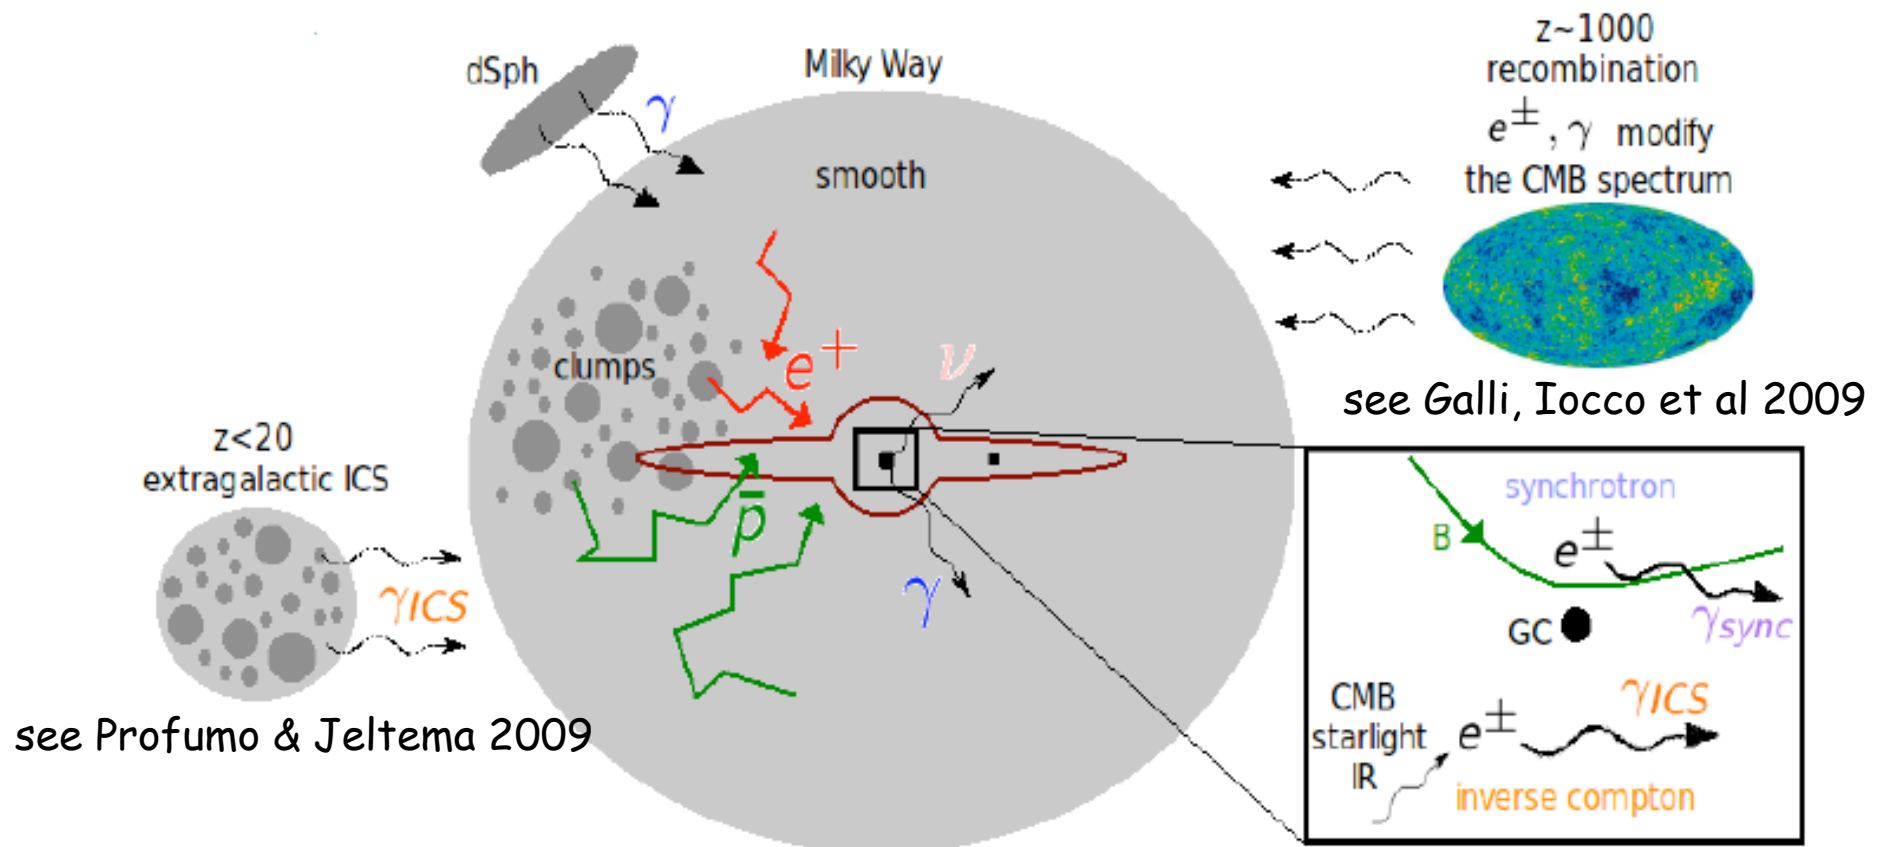 dSph
γ
Milky Way
smooth
z~1000
recombination
e±, γ modify
the CMB spectrum
see Galli, Iocco et al 2009
clumps
e+
ν
p̄
γ
z<20
extragalactic ICS
γICS
see Profumo & Jeltema 2009
synchrotron
B
e±
γsync
GC
CMB
starlight
IR
e±
γICS
inverse compton